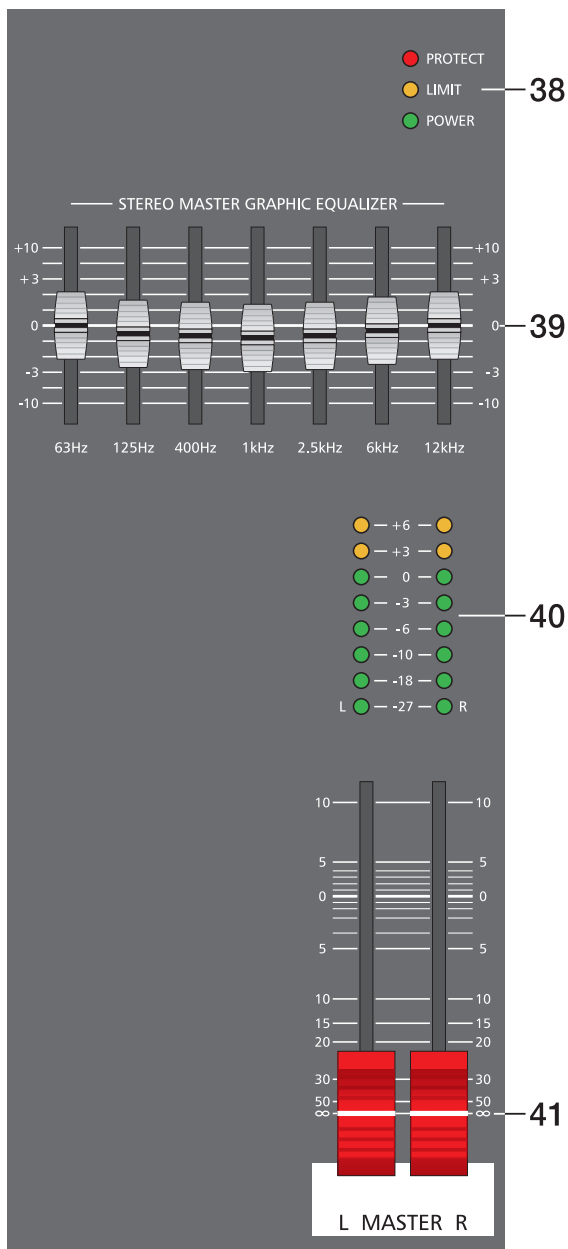 PROTECT
LIMIT
38
POWER
STEREO MASTER GRAPHIC EQUALIZER
+10 +10
+3 +3
0 0 39
-3 -3
-10 -10
63Hz 125Hz 400Hz 1kHz 2.5kHz 6kHz 12kHz
+6
+3
0
-3
-6 40
-10
-18
L -27 R
10 10
5 5
0 0
5 5
10 10
15 15
20 20
30 30
50 50
∞ ∞ 41
L MASTER R